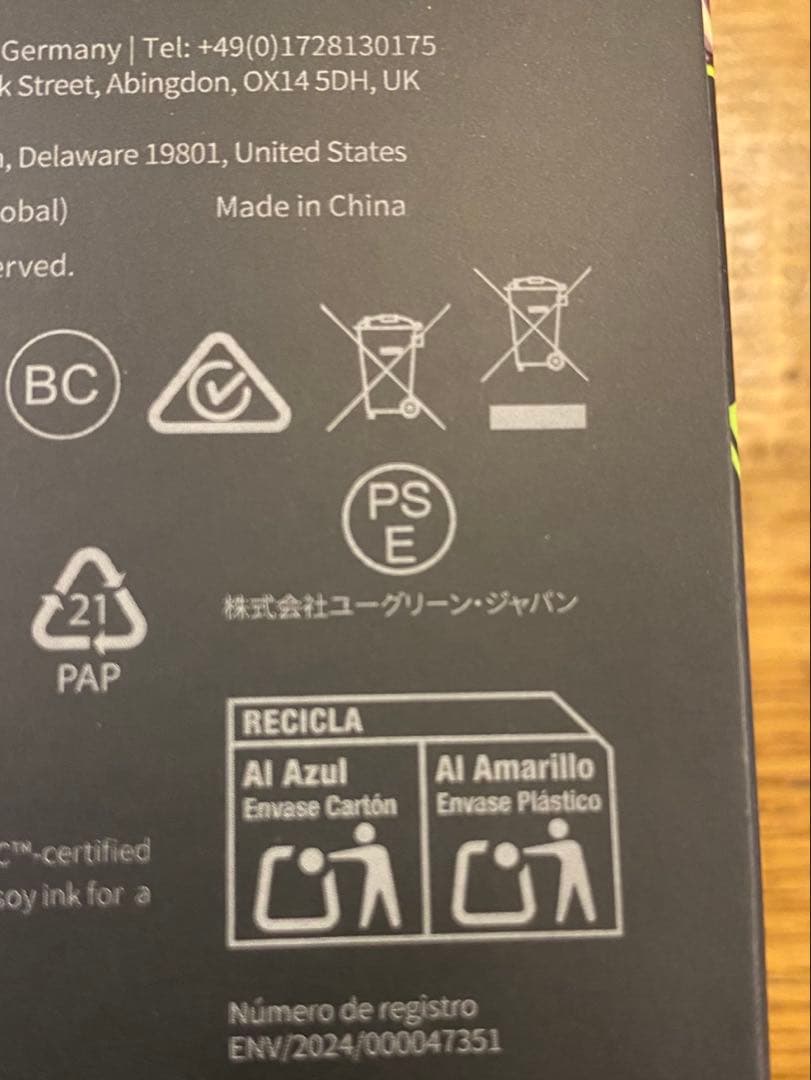 Germany | Tel: +49(0)1728130175
k Street, Abingdon, OX14 5DH, UK
, Delaware 19801, United States
obal)
Made in China
erved.
BC
PS
E
21
PAP
株式会社ユーグリーン・ジャパン
RECICLA
Al Azul
Envase Cartón
Al Amarillo
Envase Plástico
C™-certified
soy ink for a
Número de registro
ENV/2024/000047351